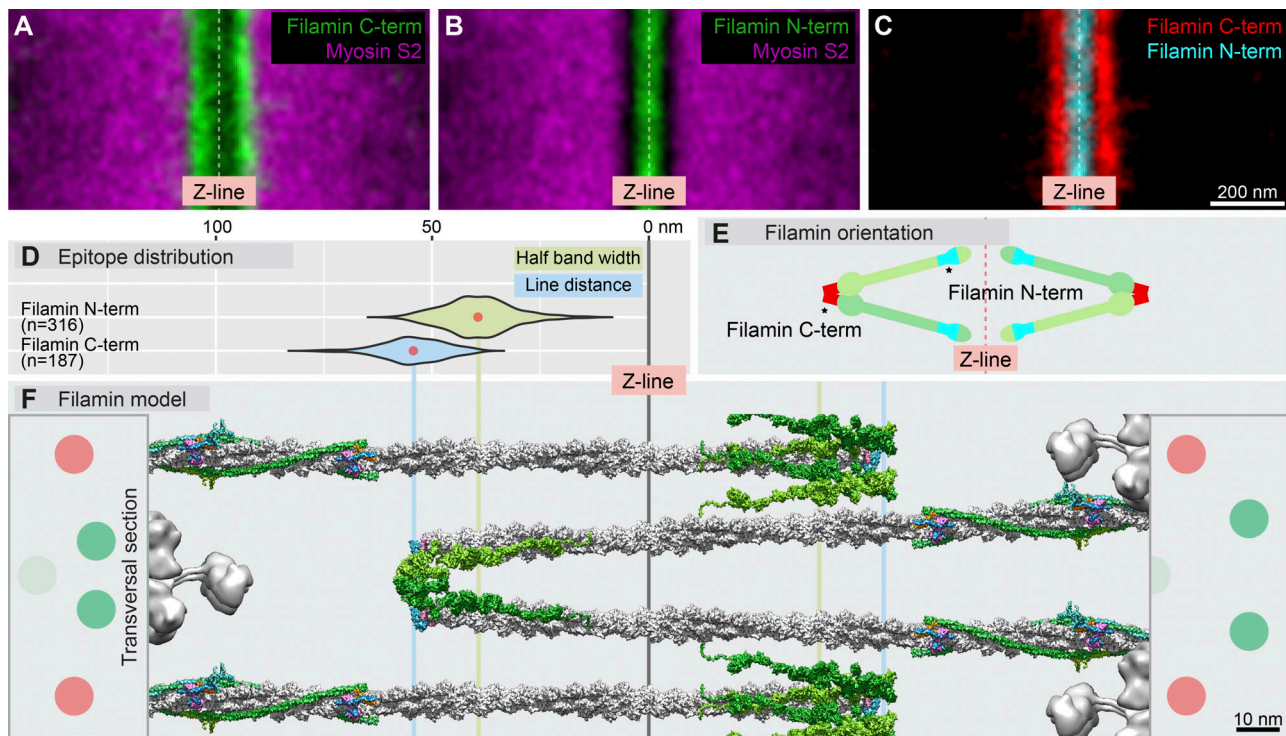 A
Filamin C-term
Myosin S2
Z-line
B
Filamin N-term
Myosin S2
Z-line
C
Filamin C-term
Filamin N-term
Z-line
200 nm
100
50
0 nm
D Epitope distribution
Half band width
Line distance
Filamin N-term
(n=316)
Filamin C-term
(n=187)
Z-line
E Filamin orientation
Filamin N-term
Filamin C-term
Z-line
F Filamin model
Transversal section
10 nm